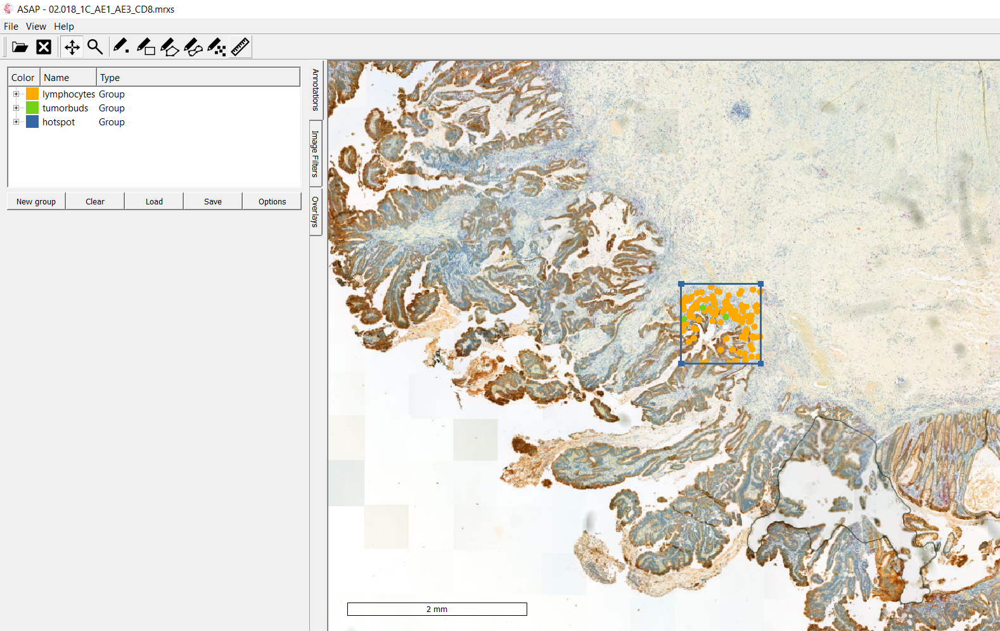 ASAP - 02.018_1C_AE1_AE3_CD8.mrxs
File View Help
Color Name Type
lymphocytes Group
tumorbuds Group
hotspot Group
New group Clear Load Save Options
Annotations
Image Filters
Overlays
2 mm